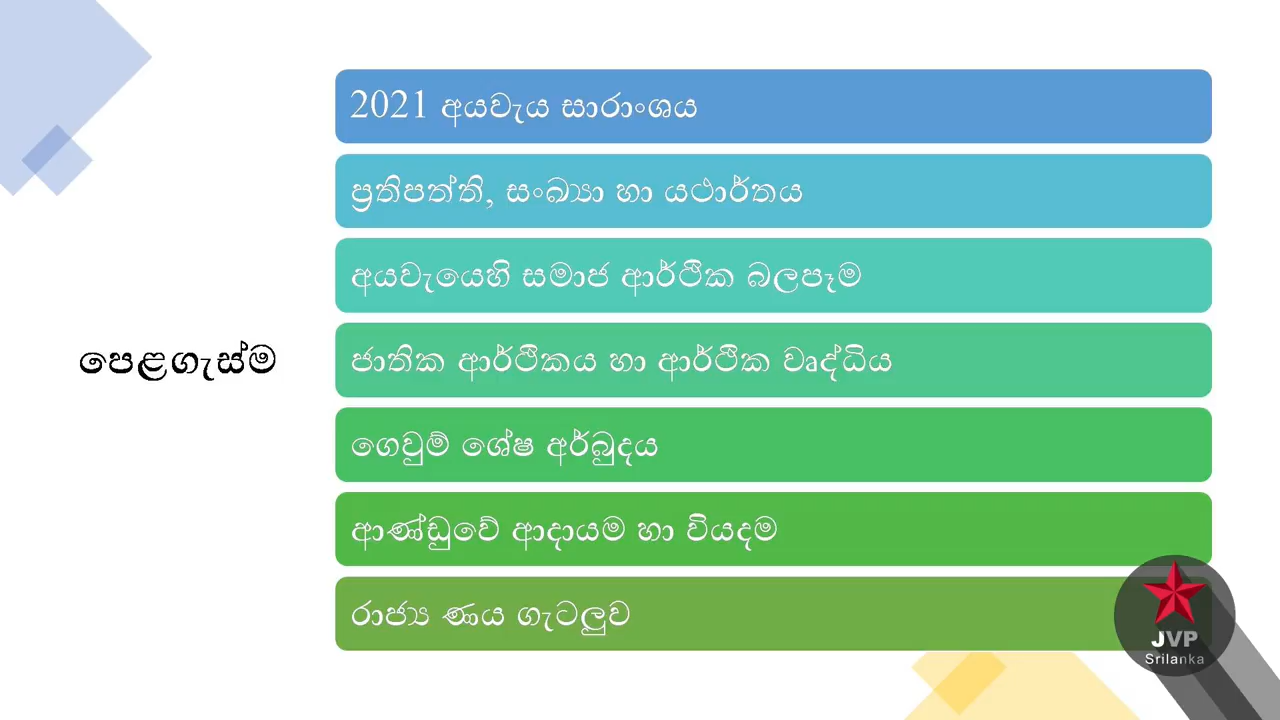 පෙළගැස්ම
2021 අයවැය සාරාංශය
ප්‍රතිපත්ති, සංඛ්‍යා හා යථාර්තය
අයවැයෙහි සමාජ ආර්ථික බලපෑම
ජාතික ආර්ථිකය හා ආර්ථික වෘද්ධිය
ගෙවුම් ශේෂ අර්බුදය
ආණ්ඩුවේ ආදායම හා වියදම
රාජ්‍ය ණය ගැටලුව
JVP
Srilanka